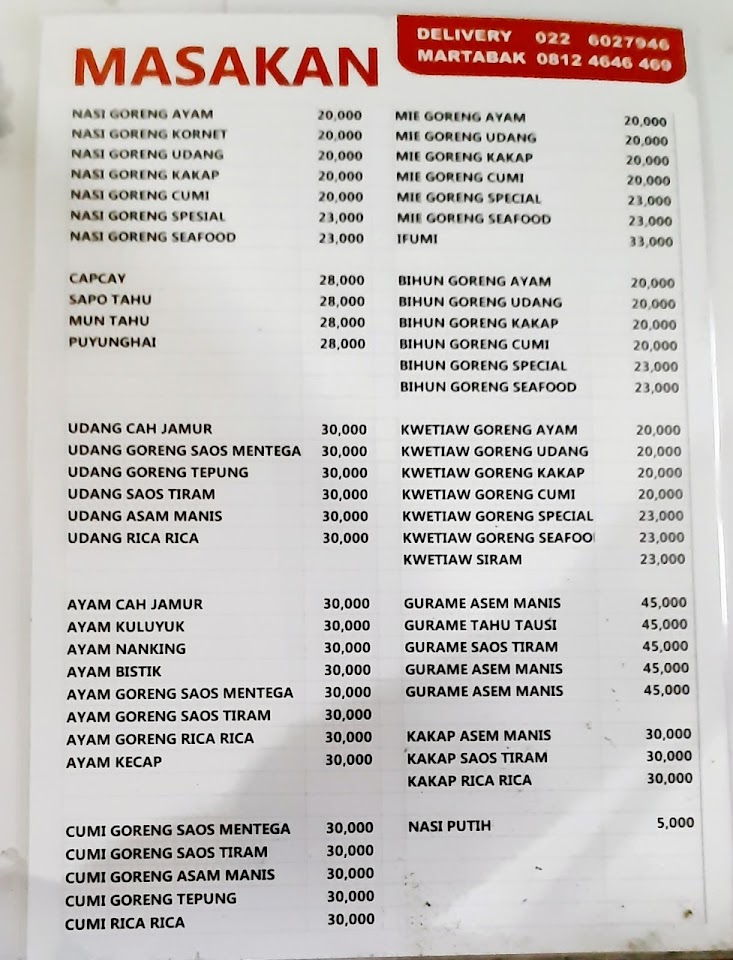 MASAKAN
DELIVERY 022 6027946
MARTABAK 0812 4646 469
NASI GORENG AYAM 20,000
NASI GORENG KORNET 20,000
NASI GORENG UDANG 20,000
NASI GORENG KAKAP 20,000
NASI GORENG CUMI 20,000
NASI GORENG SPESIAL 23,000
NASI GORENG SEAFOOD 23,000
CAPCAY 28,000
SAPO TAHU 28,000
MUN TAHU 28,000
PUYUNGHAI 28,000
UDANG CAH JAMUR 30,000
UDANG GORENG SAOS MENTEGA 30,000
UDANG GORENG TEPUNG 30,000
UDANG SAOS TIRAM 30,000
UDANG ASAM MANIS 30,000
UDANG RICA RICA 30,000
AYAM CAH JAMUR 30,000
AYAM KULUYUK 30,000
AYAM NANKING 30,000
AYAM BISTIK 30,000
AYAM GORENG SAOS MENTEGA 30,000
AYAM GORENG SAOS TIRAM 30,000
AYAM GORENG RICA RICA 30,000
AYAM KECAP 30,000
CUMI GORENG SAOS MENTEGA 30,000
CUMI GORENG SAOS TIRAM 30,000
CUMI GORENG ASAM MANIS 30,000
CUMI GORENG TEPUNG 30,000
CUMI RICA RICA 30,000
MIE GORENG AYAM 20,000
MIE GORENG UDANG 20,000
MIE GORENG KAKAP 20,000
MIE GORENG CUMI 20,000
MIE GORENG SPECIAL 23,000
MIE GORENG SEAFOOD 23,000
IFUMI 33,000
BIHUN GORENG AYAM 20,000
BIHUN GORENG UDANG 20,000
BIHUN GORENG KAKAP 20,000
BIHUN GORENG CUMI 20,000
BIHUN GORENG SPECIAL 23,000
BIHUN GORENG SEAFOOD 23,000
KWETIAW GORENG AYAM 20,000
KWETIAW GORENG UDANG 20,000
KWETIAW GORENG KAKAP 20,000
KWETIAW GORENG CUMI 20,000
KWETIAW GORENG SPECIAL 23,000
KWETIAW GORENG SEAFOO 23,000
KWETIAW SIRAM 23,000
GURAME ASEM MANIS 45,000
GURAME TAHU TAUSI 45,000
GURAME SAOS TIRAM 45,000
GURAME ASEM MANIS 45,000
GURAME ASEM MANIS 45,000
KAKAP ASEM MANIS 30,000
KAKAP SAOS TIRAM 30,000
KAKAP RICA RICA 30,000
NASI PUTIH 5,000